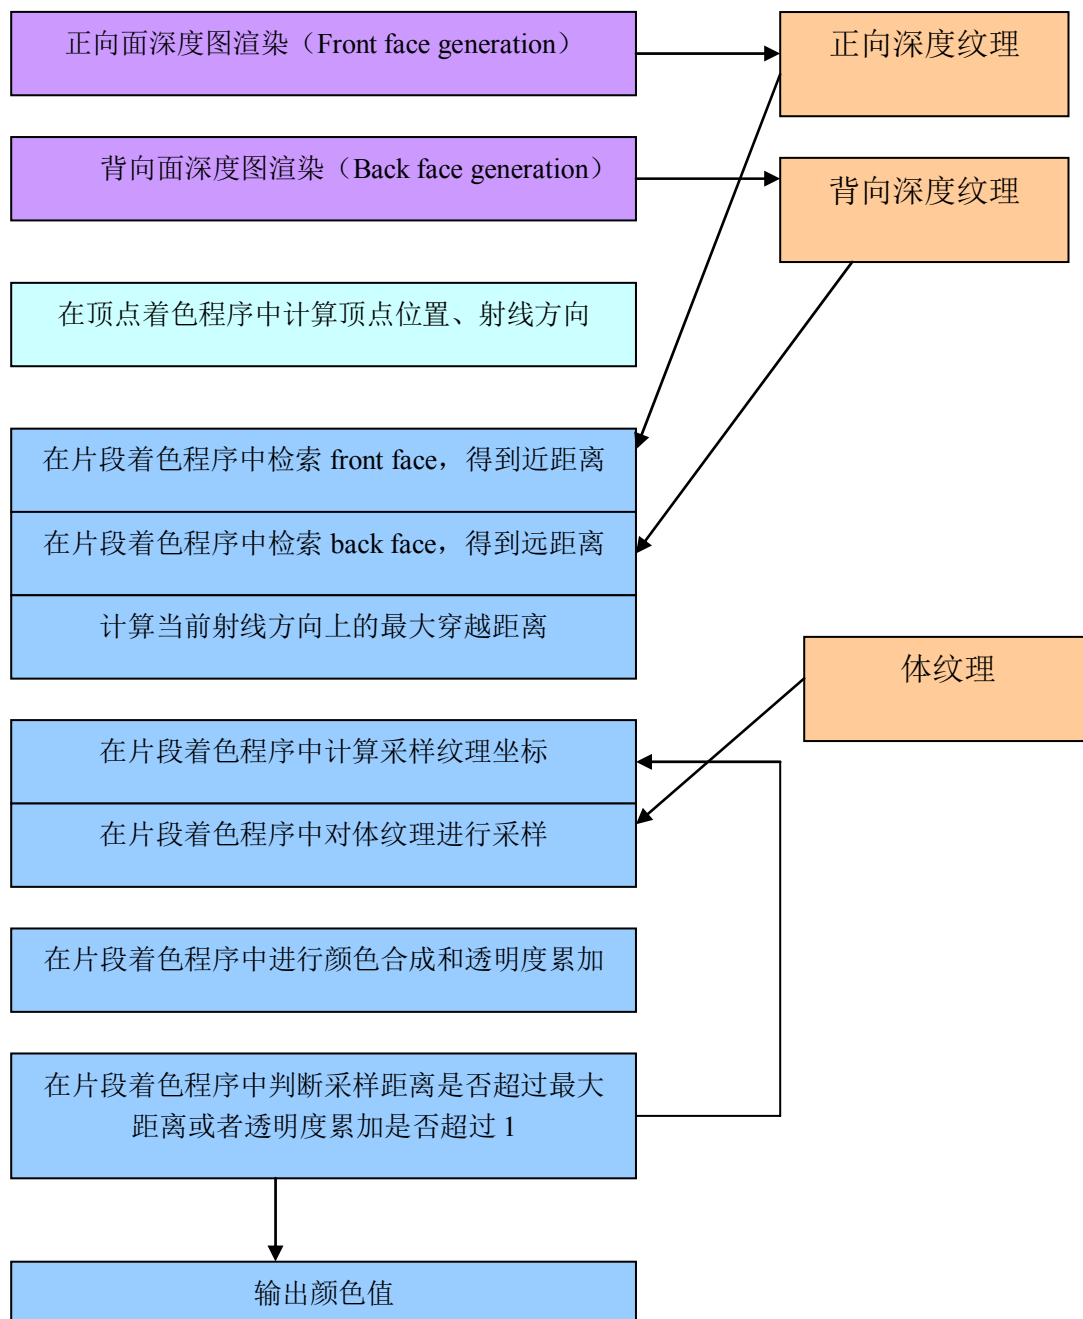 正向面深度图渲染（Front face generation）
正向深度纹理
背向面深度图渲染（Back face generation）
背向深度纹理
在顶点着色程序中计算顶点位置、射线方向
在片段着色程序中检索 front face，得到近距离
在片段着色程序中检索 back face，得到远距离
计算当前射线方向上的最大穿越距离
体纹理
在片段着色程序中计算采样纹理坐标
在片段着色程序中对体纹理进行采样
在片段着色程序中进行颜色合成和透明度累加
在片段着色程序中判断采样距离是否超过最大
距离或者透明度累加是否超过 1
输出颜色值